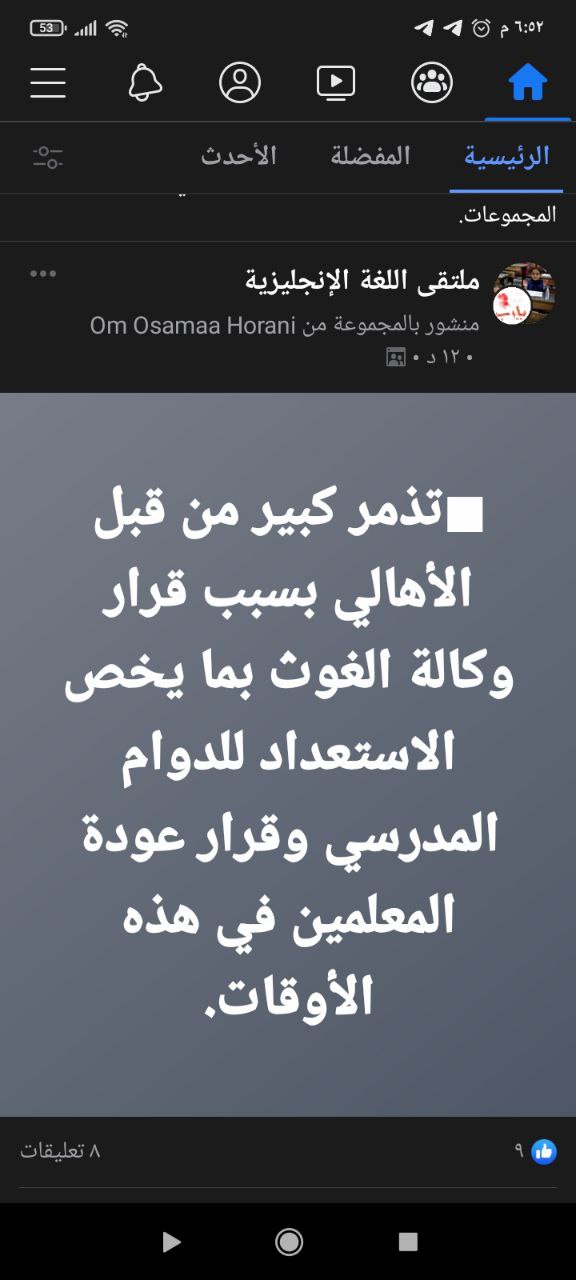 53
٦:٥٢ م
الرئيسية
المفضلة
الأحدث
المجموعات.
ملتقى اللغة الإنجليزية
منشور بالمجموعة من Om Osamaa Horani
• ١٢ د •
■تذمر كبير من قبل
الأهالي بسبب قرار
وكالة الغوث بما يخص
الاستعداد للدوام
المدرسي وقرار عودة
المعلمين في هذه
الأوقات.
٩
٨ تعليقات